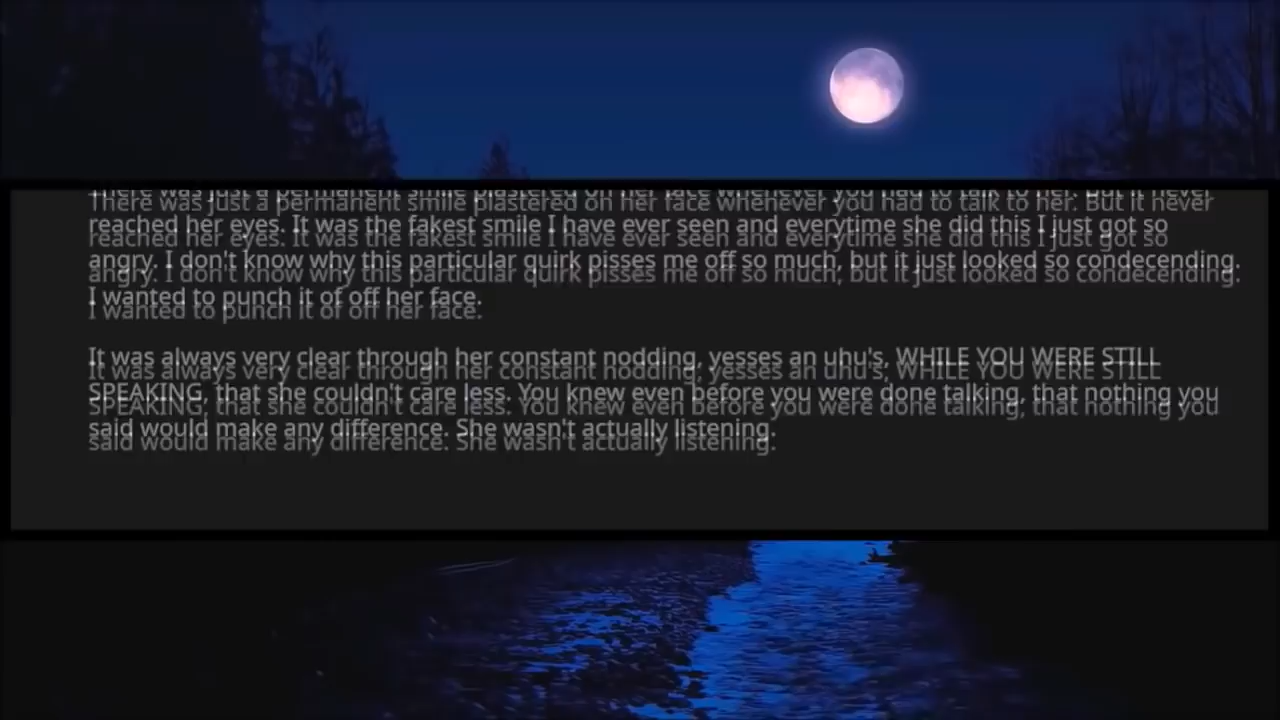 There was just a permanent smile plastered on her face whenever you had to talk to her. But it never
reached her eyes. It was the fakest smile I have ever seen and everytime she did this I just got so
angry. I don't know why this particular quirk pisses me off so much, but it just looked so condecending.
I wanted to punch it of off her face.
It was always very clear through her constant nodding, yesses an uhu's, WHILE YOU WERE STILL
SPEAKING, that she couldn't care less. You knew even before you were done talking, that nothing you
said would make any difference. She wasn't actually listening.